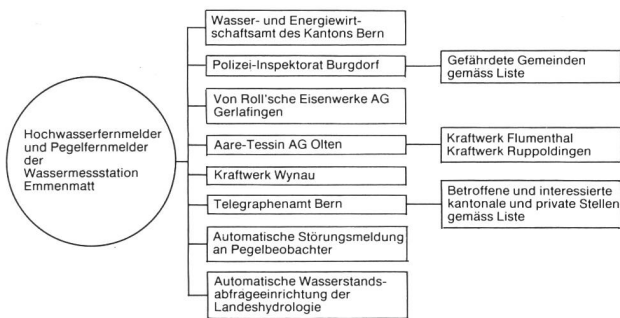 Hochwasserfernmelder
und Pegelfernmelder
der
Wassermessstation
Emmenmatt
Wasser- und Energiewirt-
schaftsamt des Kantons Bern
Polizei-Inspektorat Burgdorf
Gefährdete Gemeinden
gemäss Liste
Von Roll'sche Eisenwerke AG
Gerlafingen
Aare-Tessin AG Olten
Kraftwerk Flumenthal
Kraftwerk Ruppoldingen
Kraftwerk Wynau
Telegraphenamt Bern
Betroffene und interessierte
kantonale und private Stellen
gemäss Liste
Automatische Störungsmeldung
an Pegelbeobachter
Automatische Wasserstands-
abfrageeinrichtung der
Landeshydrologie